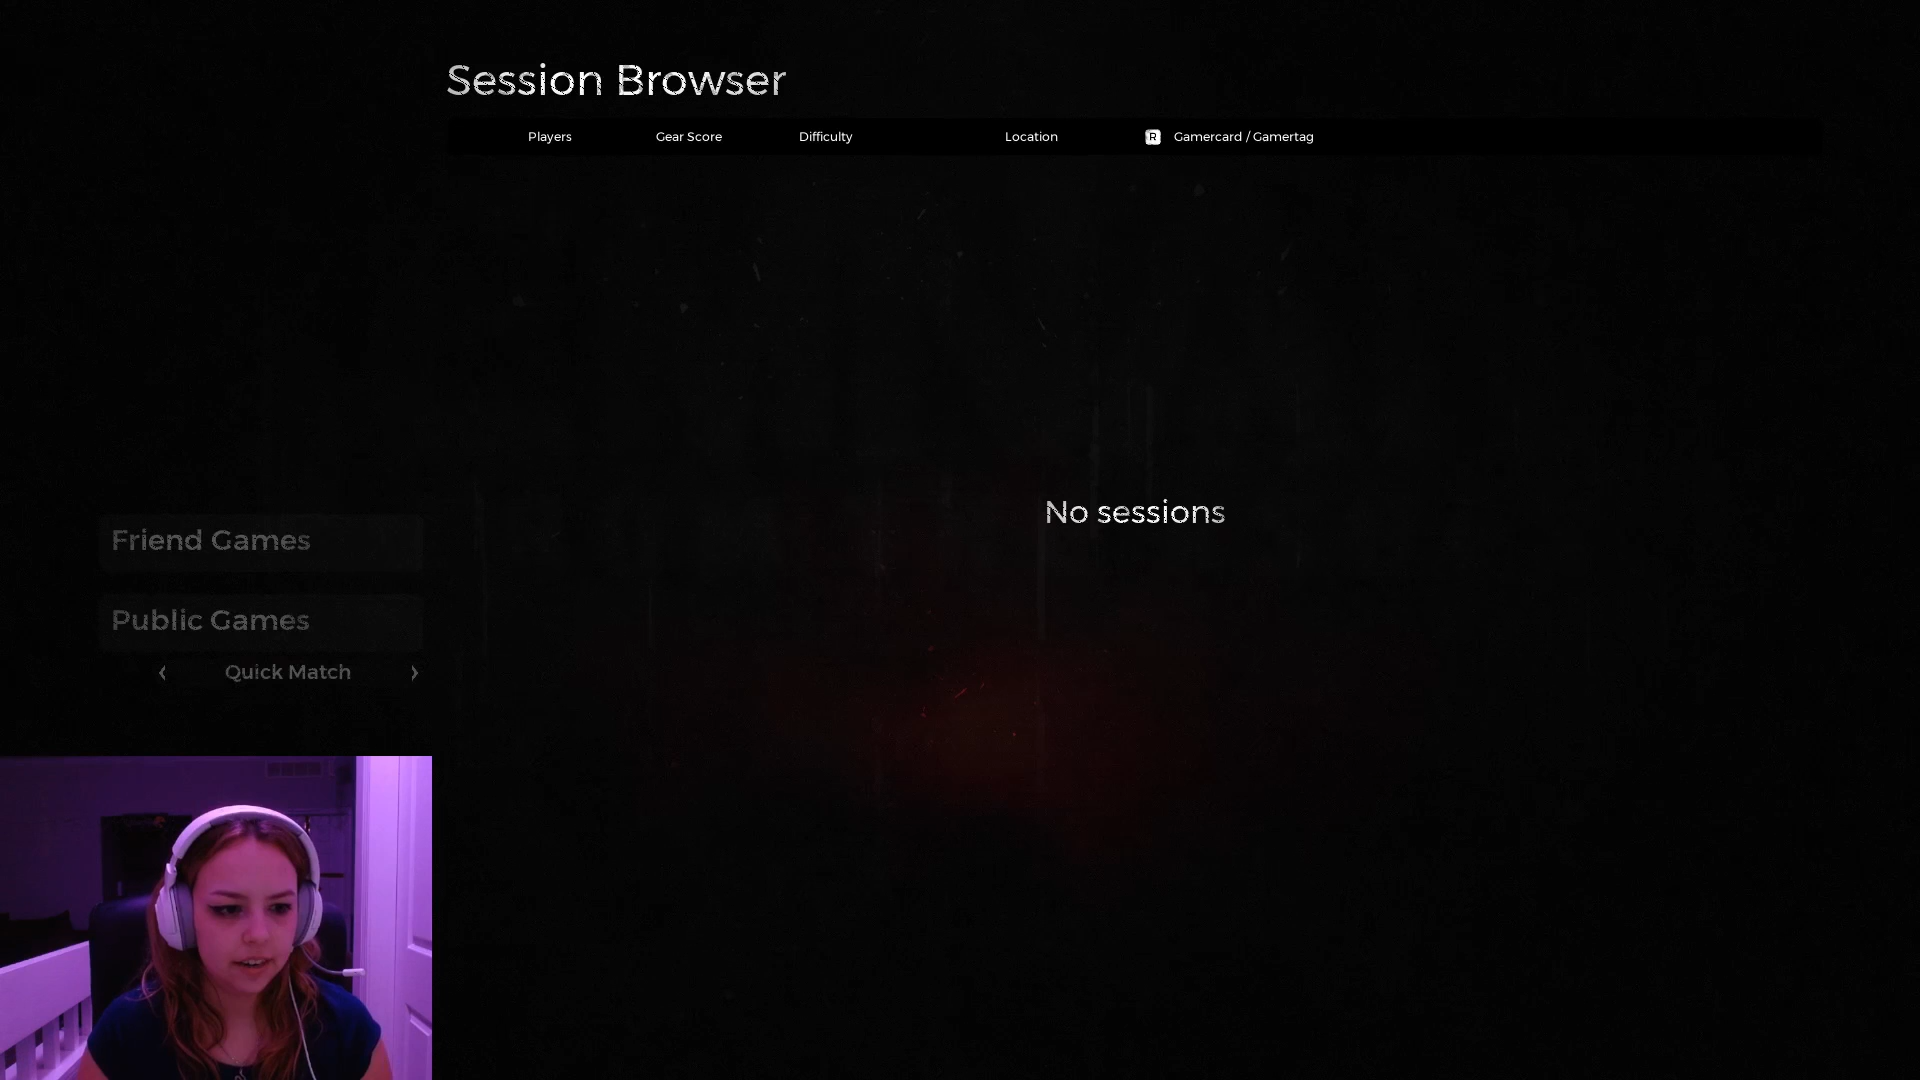 Session Browser
Players Gear Score Difficulty Location R Gamercard / Gamertag
No sessions
Friend Games
Public Games
Quick Match